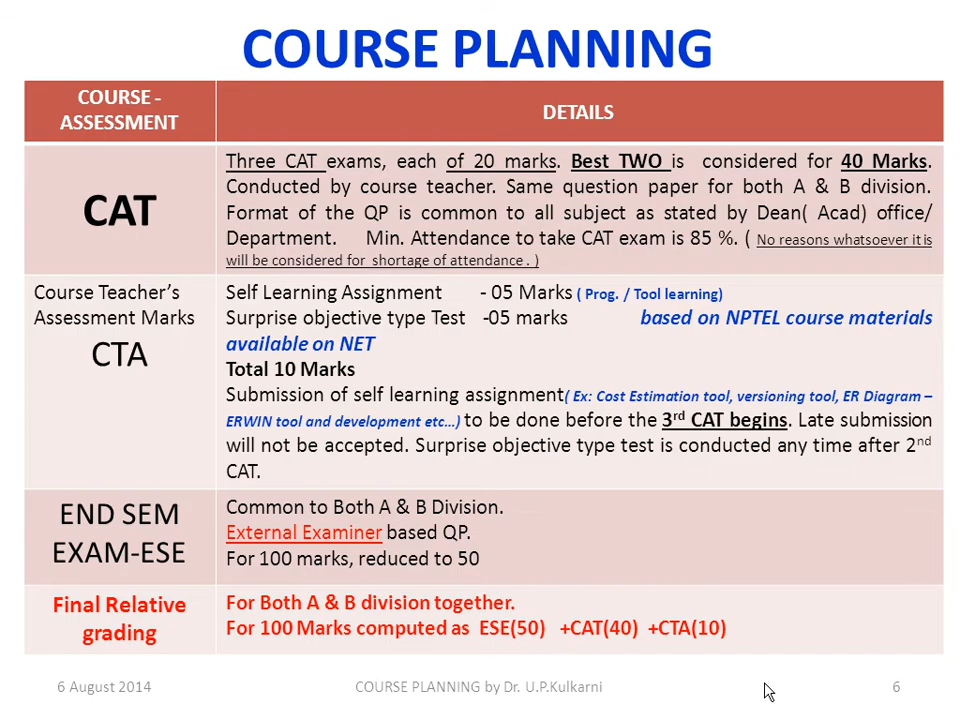 COURSE PLANNING
COURSE -
ASSESSMENT
DETAILS
CAT
Three CAT exams, each of 20 marks. Best TWO is considered for 40 Marks.
Conducted by course teacher. Same question paper for both A & B division.
Format of the QP is common to all subject as stated by Dean( Acad) office/
Department. Min. Attendance to take CAT exam is 85 %. ( No reasons whatsoever it is
will be considered for shortage of attendance . )
Course Teacher's
Assessment Marks
CTA
Self Learning Assignment - 05 Marks ( Prog. / Tool learning)
Surprise objective type Test -05 marks based on NPTEL course materials
available on NET
Total 10 Marks
Submission of self learning assignment( Ex: Cost Estimation tool, versioning tool, ER Diagram –
ERWIN tool and development etc...) to be done before the 3rd CAT begins. Late submission
will not be accepted. Surprise objective type test is conducted any time after 2nd
CAT.
END SEM
EXAM-ESE
Common to Both A & B Division.
External Examiner based QP.
For 100 marks, reduced to 50
Final Relative
grading
For Both A & B division together.
For 100 Marks computed as ESE(50) +CAT(40) +CTA(10)
6 August 2014 COURSE PLANNING by Dr. U.P.Kulkarni 6